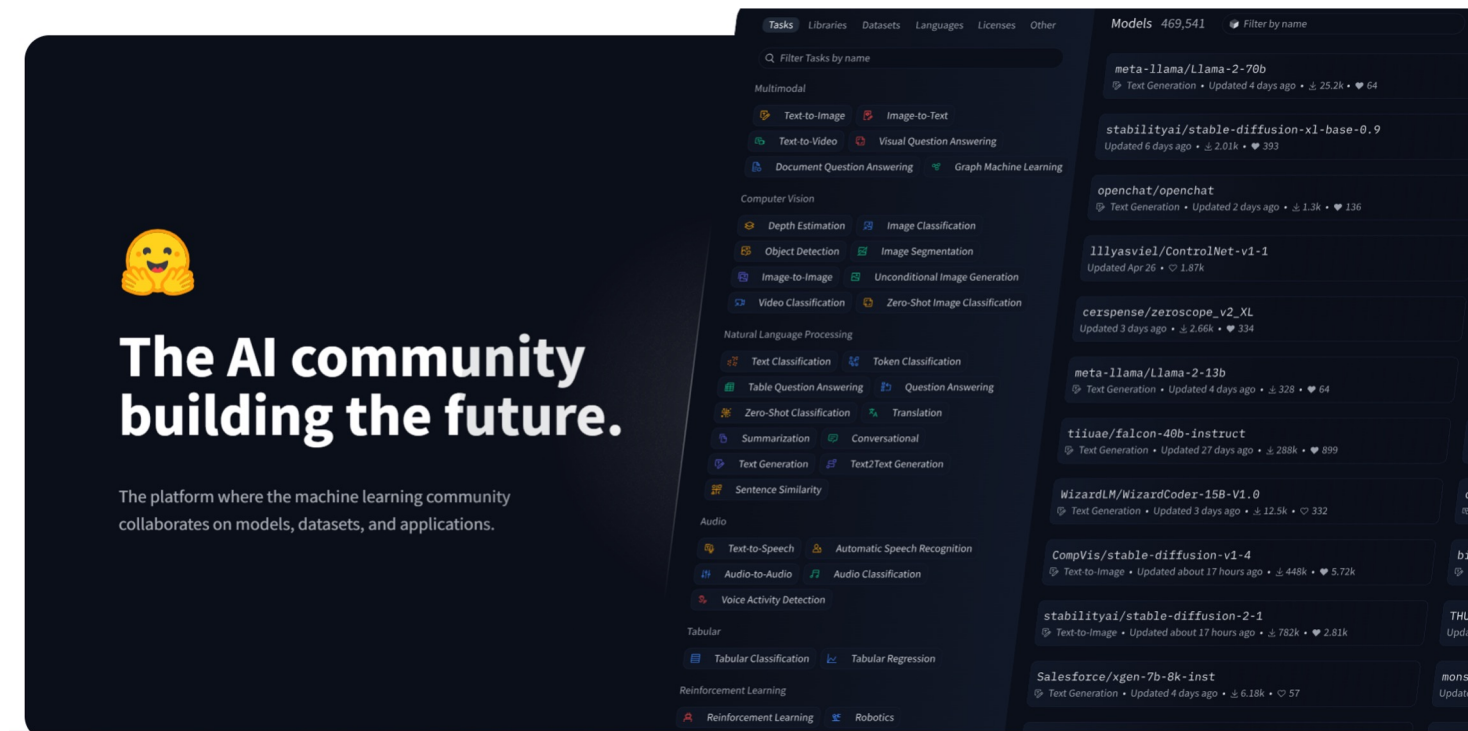 The AI community
building the future.
The platform where the machine learning community
collaborates on models, datasets, and applications.
Tasks Libraries Datasets Languages Licenses Other
Filter Tasks by name
Multimodal
Text-to-Image Image-to-Text
Text-to-Video Visual Question Answering
Document Question Answering Graph Machine Learning
Computer Vision
Depth Estimation Image Classification
Object Detection Image Segmentation
Image-to-Image Unconditional Image Generation
Video Classification Zero-Shot Image Classification
Natural Language Processing
Text Classification Token Classification
Table Question Answering Question Answering
Zero-Shot Classification Translation
Summarization Conversational
Text Generation Text2Text Generation
Sentence Similarity
Audio
Text-to-Speech Automatic Speech Recognition
Audio-to-Audio Audio Classification
Voice Activity Detection
Tabular
Tabular Classification Tabular Regression
Reinforcement Learning
Reinforcement Learning Robotics
Models 469,541 Filter by name
meta-llama/Llama-2-70b
Text Generation • Updated 4 days ago • 25.2k • 64
stabilityai/stable-diffusion-xl-base-0.9
Updated 6 days ago • 2.01k • 393
openchat/openchat
Text Generation • Updated 2 days ago • 1.3k • 136
lllyasviel/ControlNet-v1-1
Updated Apr 26 • 1.87k
cerspense/zeroscope_v2_XL
Updated 3 days ago • 2.66k • 334
meta-llama/Llama-2-13b
Text Generation • Updated 4 days ago • 328 • 64
tiiuae/falcon-40b-instruct
Text Generation • Updated 27 days ago • 288k • 899
WizardLM/WizardCoder-15B-V1.0
Text Generation • Updated 3 days ago • 12.5k • 332
CompVis/stable-diffusion-v1-4
Text-to-Image • Updated about 17 hours ago • 448k • 5.72k
stabilityai/stable-diffusion-2-1
Text-to-Image • Updated about 17 hours ago • 782k • 2.81k
Salesforce/xgen-7b-8k-inst
Text Generation • Updated 4 days ago • 6.18k • 57